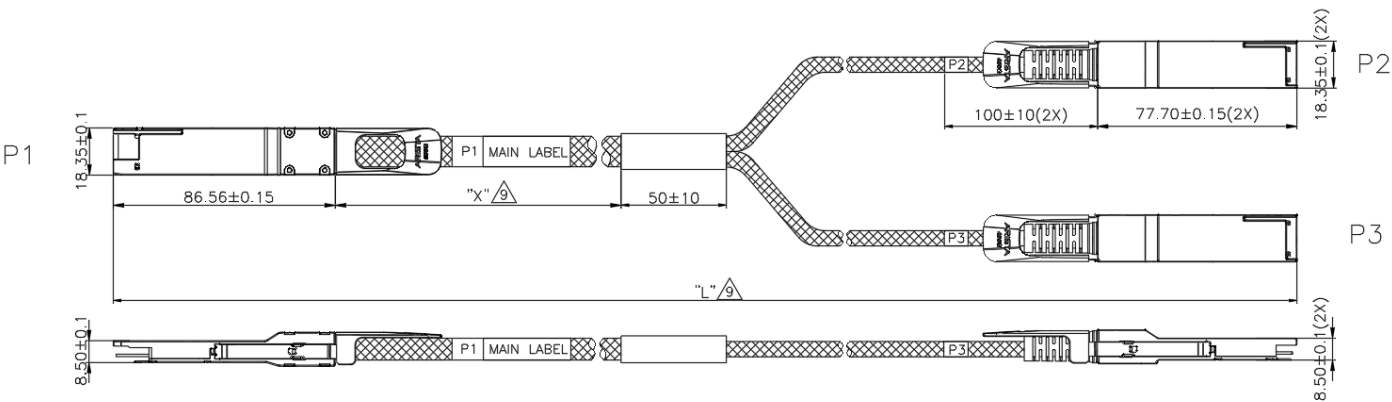 P1
18.35±0.1
86.56±0.15
P1 MAIN LABEL
"X" 9
50±10
P2
100±10(2X)
77.70±0.15(2X)
18.35±0.1(2X)
P2
P3
P3
"L" 9
8.50±0.1
P1 MAIN LABEL
P3
8.50±0.1(2X)